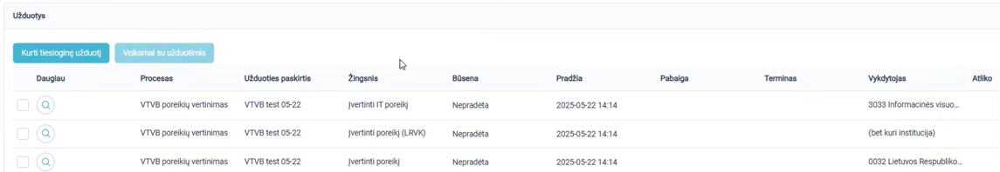 Užduotys
Kurti tiesioginę užduotį Veiksmai su užduotimis
Daugiau Procesas Užduoties paskirtis Žingsnis Būsena Pradžia Pabaiga Terminas Vykdytojas Atliko
VTVB poreikių vertinimas VTVB test 05-22 Įvertinti IT poreikį Nepradėta 2025-05-22 14:14 3033 Informacinės visuo...
VTVB poreikių vertinimas VTVB test 05-22 Įvertinti poreikį (LRVK) Nepradėta 2025-05-22 14:14 (bet kuri institucija)
VTVB poreikių vertinimas VTVB test 05-22 Įvertinti poreikį Nepradėta 2025-05-22 14:14 0032 Lietuvos Respubliko...